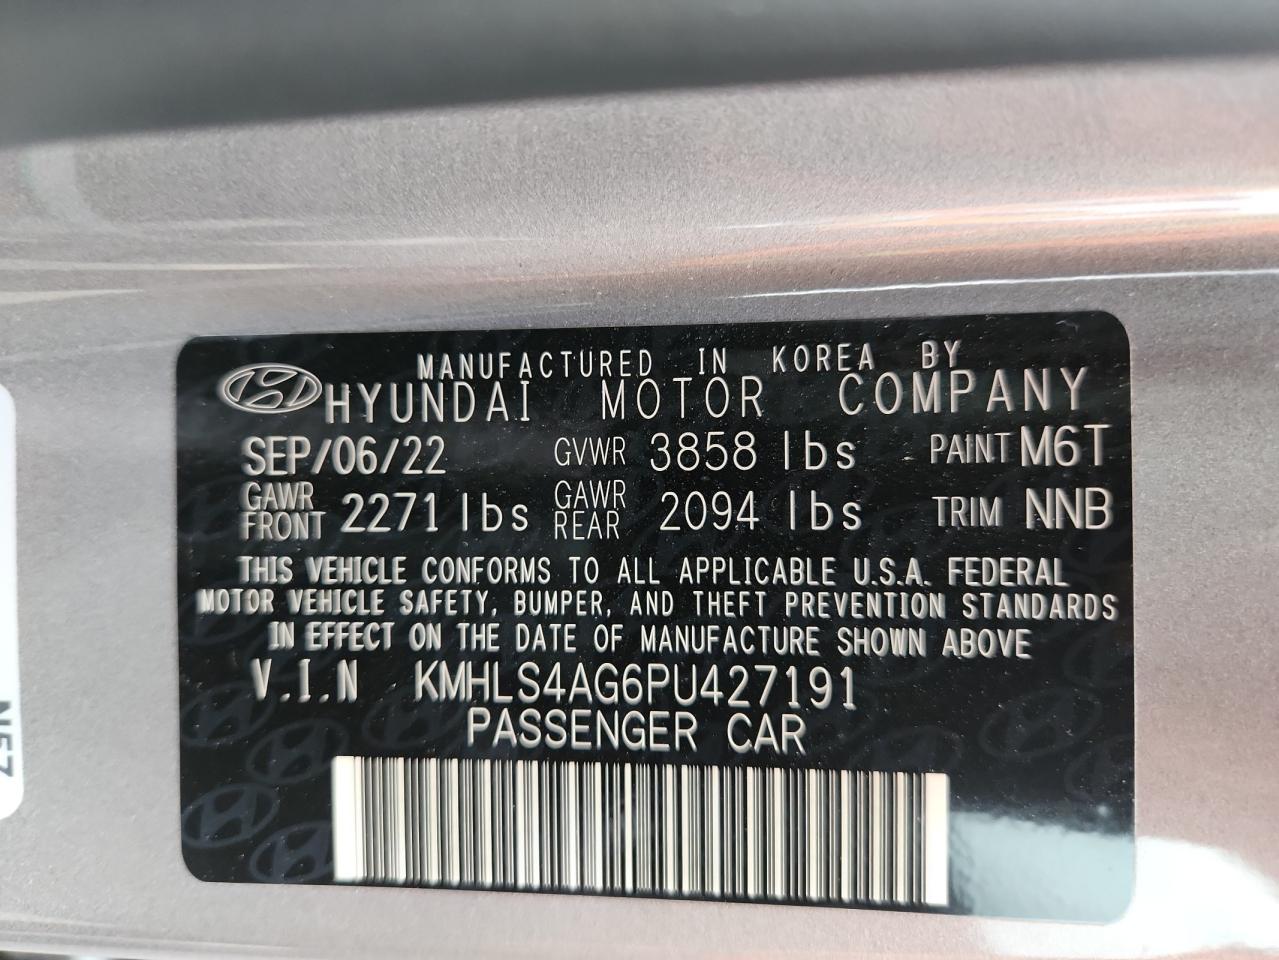 MANUFACTURED IN KOREA BY
HYUNDAI MOTOR COMPANY
SEP/06/22 GVWR 3858 lbs PAINT M6T
GAWR FRONT 2271 lbs GAWR REAR 2094 lbs TRIM NNB
THIS VEHICLE CONFORMS TO ALL APPLICABLE U.S.A. FEDERAL
MOTOR VEHICLE SAFETY, BUMPER, AND THEFT PREVENTION STANDARDS
IN EFFECT ON THE DATE OF MANUFACTURE SHOWN ABOVE
V.I.N KMHLS4AG6PU427191
PASSENGER CAR